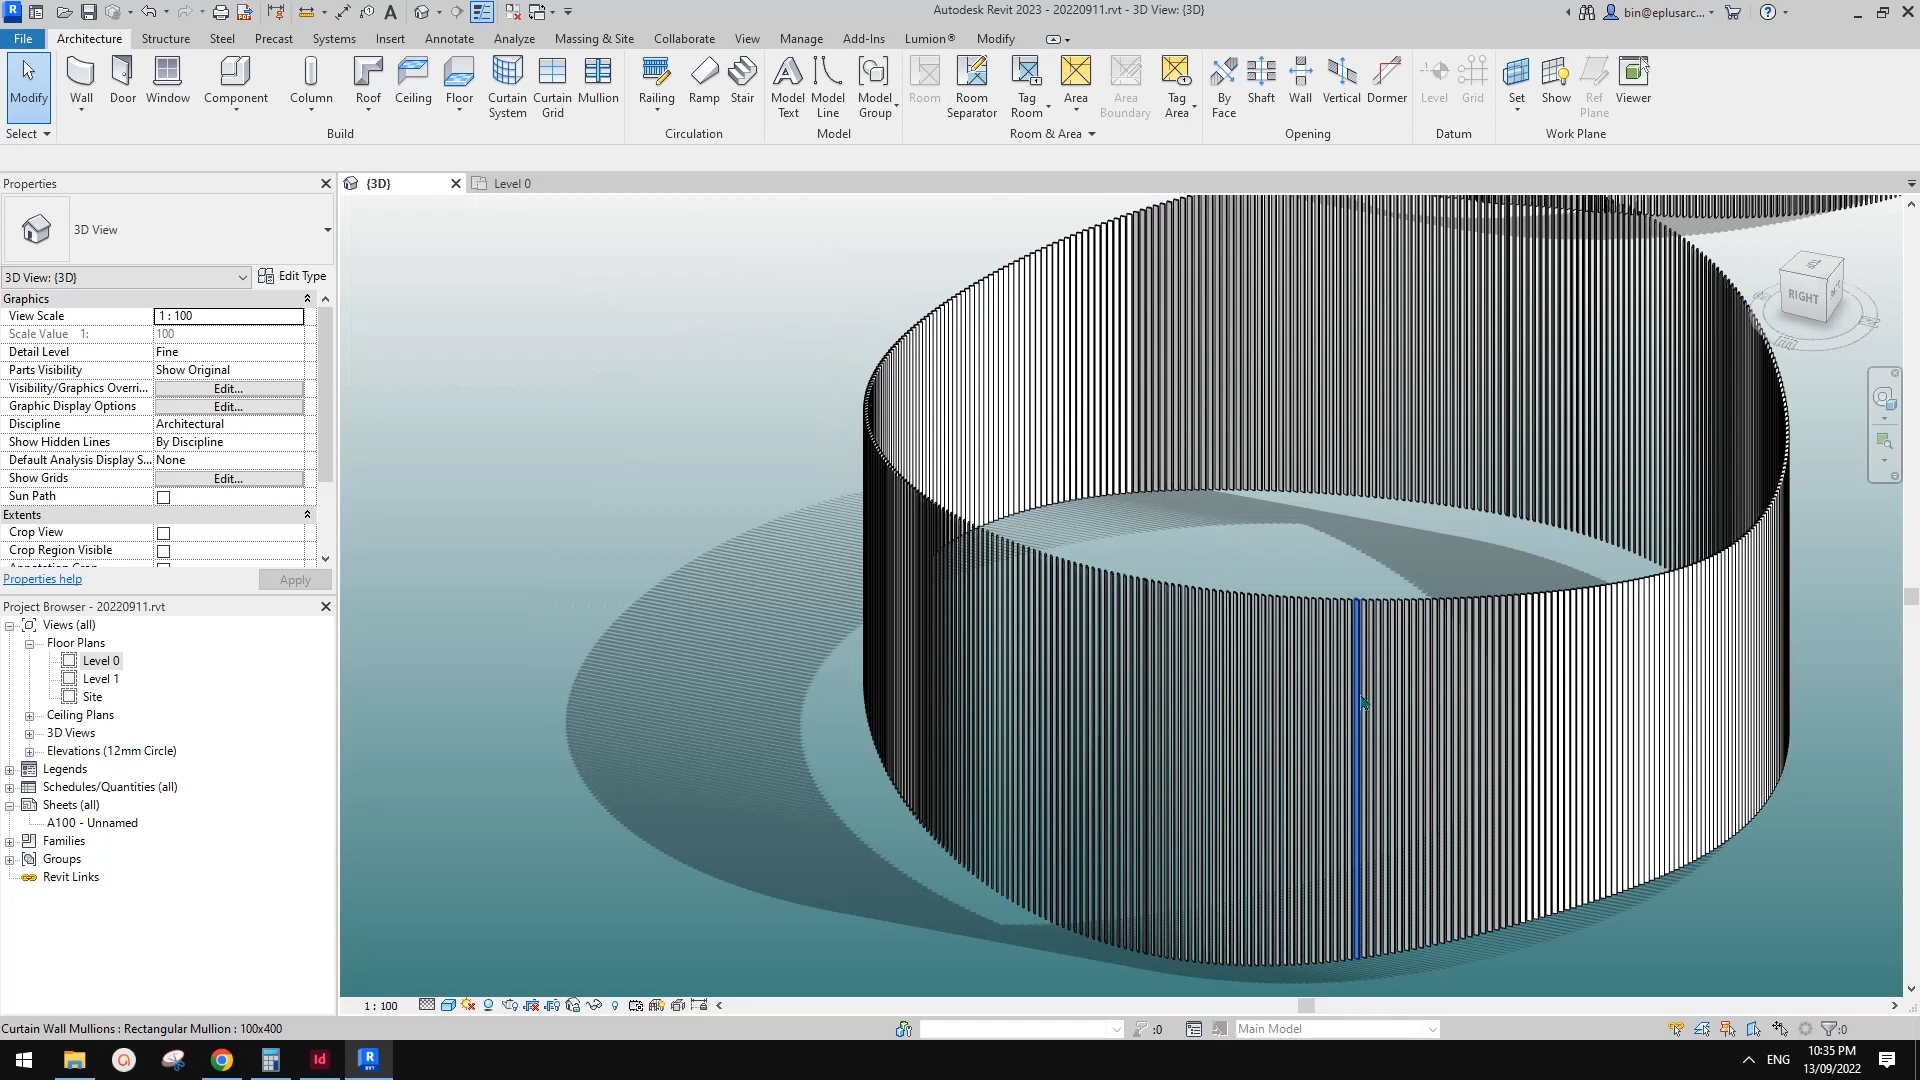 Autodesk Revit 2023 - 20220911.rvt - 3D View: {3D}
bin@eplusarc...
File
Architecture
Structure
Steel
Precast
Systems
Insert
Annotate
Analyze
Massing & Site
Collaborate
View
Manage
Add-Ins
Lumion®
Modify
Modify
Wall
Door
Window
Component
Column
Roof
Ceiling
Floor
Curtain System
Curtain Grid
Mullion
Railing
Ramp
Stair
Model Text
Model Line
Model Group
Room
Room Separator
Tag Room
Area
Area Boundary
Tag Area
By Face
Shaft
Wall
Vertical
Dormer
Level
Grid
Set
Show
Ref Plane
Viewer
Select
Build
Circulation
Model
Room & Area
Opening
Datum
Work Plane
Properties
{3D}
Level 0
3D View
3D View: {3D}
Edit Type
Graphics
View Scale
1 : 100
Scale Value 1:
100
Detail Level
Fine
Parts Visibility
Show Original
Visibility/Graphics Overri...
Edit...
Graphic Display Options
Edit...
Discipline
Architectural
Show Hidden Lines
By Discipline
Default Analysis Display S...
None
Show Grids
Edit...
Sun Path
Extents
Crop View
Crop Region Visible
Properties help
Apply
Project Browser - 20220911.rvt
Views (all)
Floor Plans
Level 0
Level 1
Site
Ceiling Plans
3D Views
Elevations (12mm Circle)
Legends
Schedules/Quantities (all)
Sheets (all)
A100 - Unnamed
Families
Groups
Revit Links
RIGHT
1 : 100
Curtain Wall Mullions : Rectangular Mullion : 100x400
:0
Main Model
:0
Id
R
ENG
10:35 PM
13/09/2022